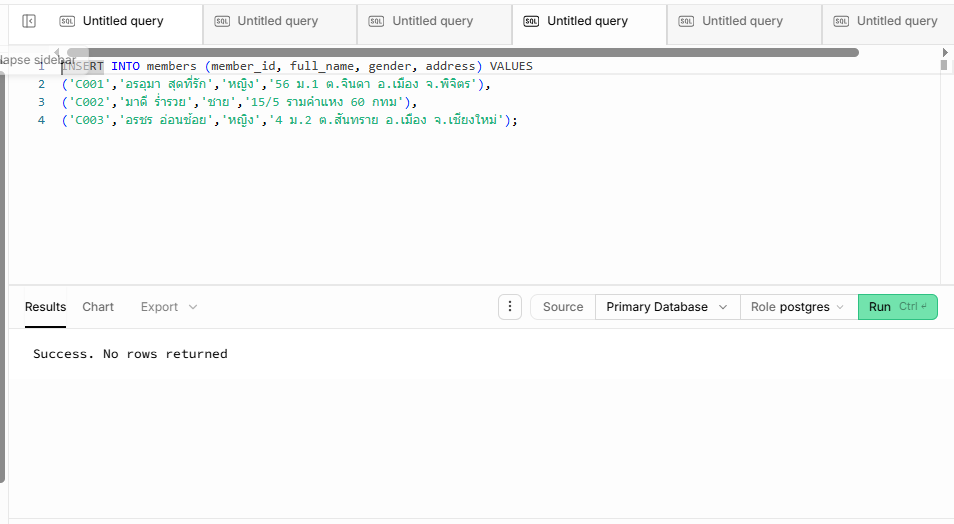 SQL Untitled query SQL Untitled query SQL Untitled query SQL Untitled query SQL Untitled query SQL Untitled query
lapse sidebar
1 INSERT INTO members (member_id, full_name, gender, address) VALUES
2 ('C001','อรอุมา สุดที่รัก','หญิง','56 ม.1 ต.จินดา อ.เมือง จ.พิจิตร'),
3 ('C002','มาดี ร่ำรวย','ชาย','15/5 รามคำแหง 60 กทม'),
4 ('C003','อรชร อ่อนช้อย','หญิง','4 ม.2 ต.สันทราย อ.เมือง จ.เชียงใหม่');
Results Chart Export Source Primary Database Role postgres Run Ctrl ↵
Success. No rows returned